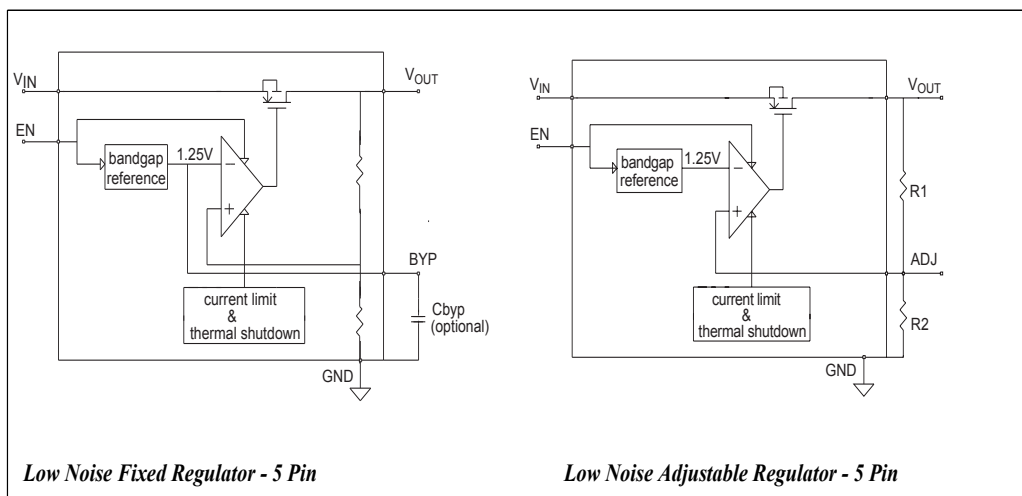 VIN
VOUT
EN
1.25V
bandgap
reference
−
+
BYP
current limit
&
thermal shutdown
Cbyp
(optional)
GND
Low Noise Fixed Regulator - 5 Pin
VIN
VOUT
EN
1.25V
bandgap
reference
−
+
R1
ADJ
current limit
&
thermal shutdown
R2
GND
Low Noise Adjustable Regulator - 5 Pin